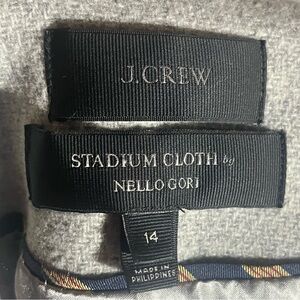 J.CREW
STADIUM CLOTH by
NELLO GORI
14
MADE IN
PHILIPPINES